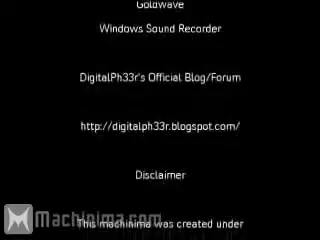 Goldwave
Windows Sound Recorder
DigitalPh33r's Official Blog/Forum
http://digitalph33r.blogspot.com/
Disclaimer
This machinima was created under
Machinima.com